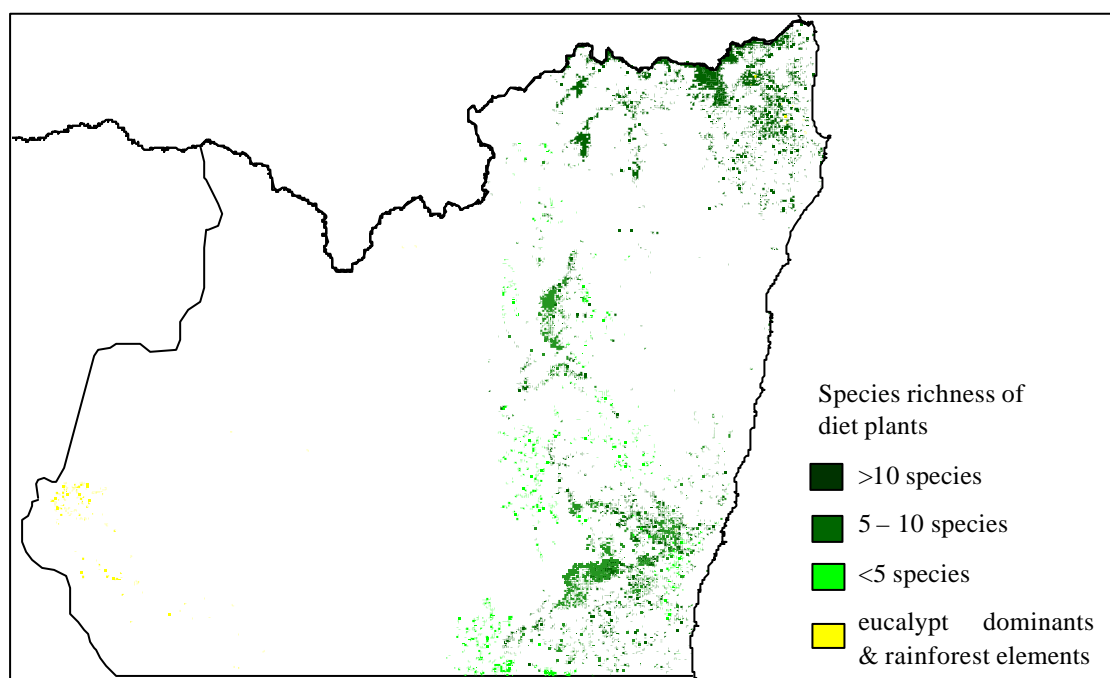 Species richness of
diet plants
>10 species
5 – 10 species
<5 species
eucalypt dominants
& rainforest elements